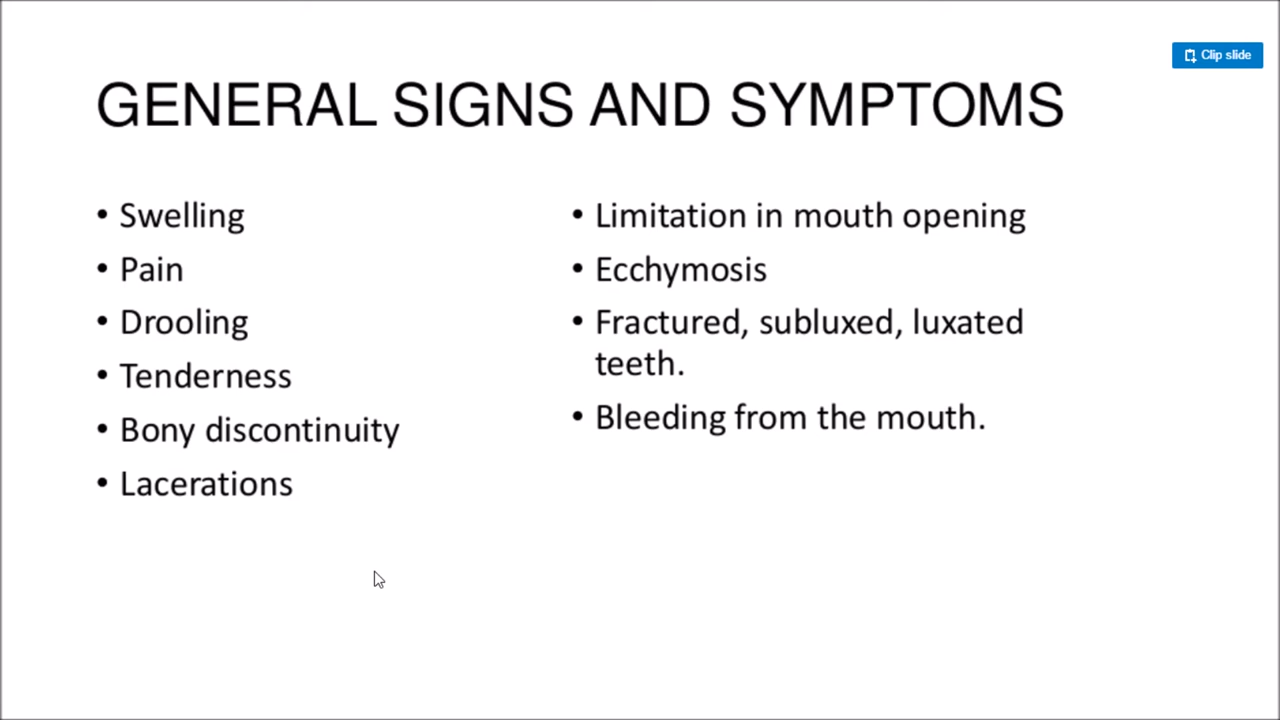 Clip slide
GENERAL SIGNS AND SYMPTOMS
• Swelling
• Pain
• Drooling
• Tenderness
• Bony discontinuity
• Lacerations
• Limitation in mouth opening
• Ecchymosis
• Fractured, subluxed, luxated
teeth.
• Bleeding from the mouth.